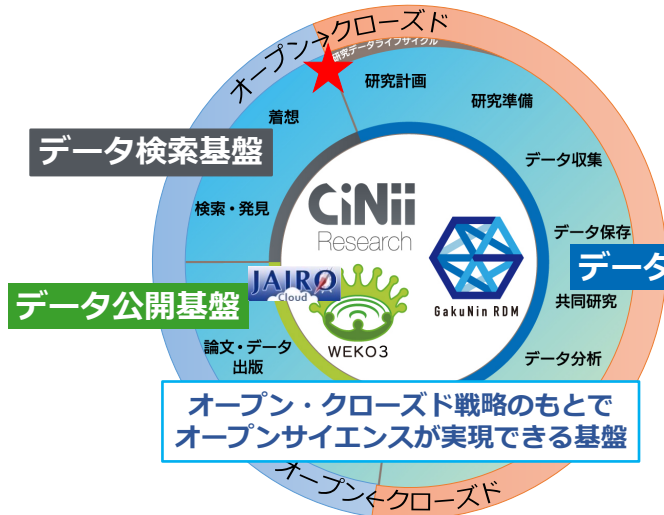 オープン→クローズド
研究データライフサイクル
研究計画
研究準備
着想
データ検索基盤
データ収集
検索・発見
CiNii
Research
データ保存
データ
GakuNin RDM
共同研究
JAIRO
Cloud
データ公開基盤
WEKO3
論文・データ
出版
データ分析
オープン・クローズド戦略のもとで
オープンサイエンスが実現できる基盤
オープン←クローズド